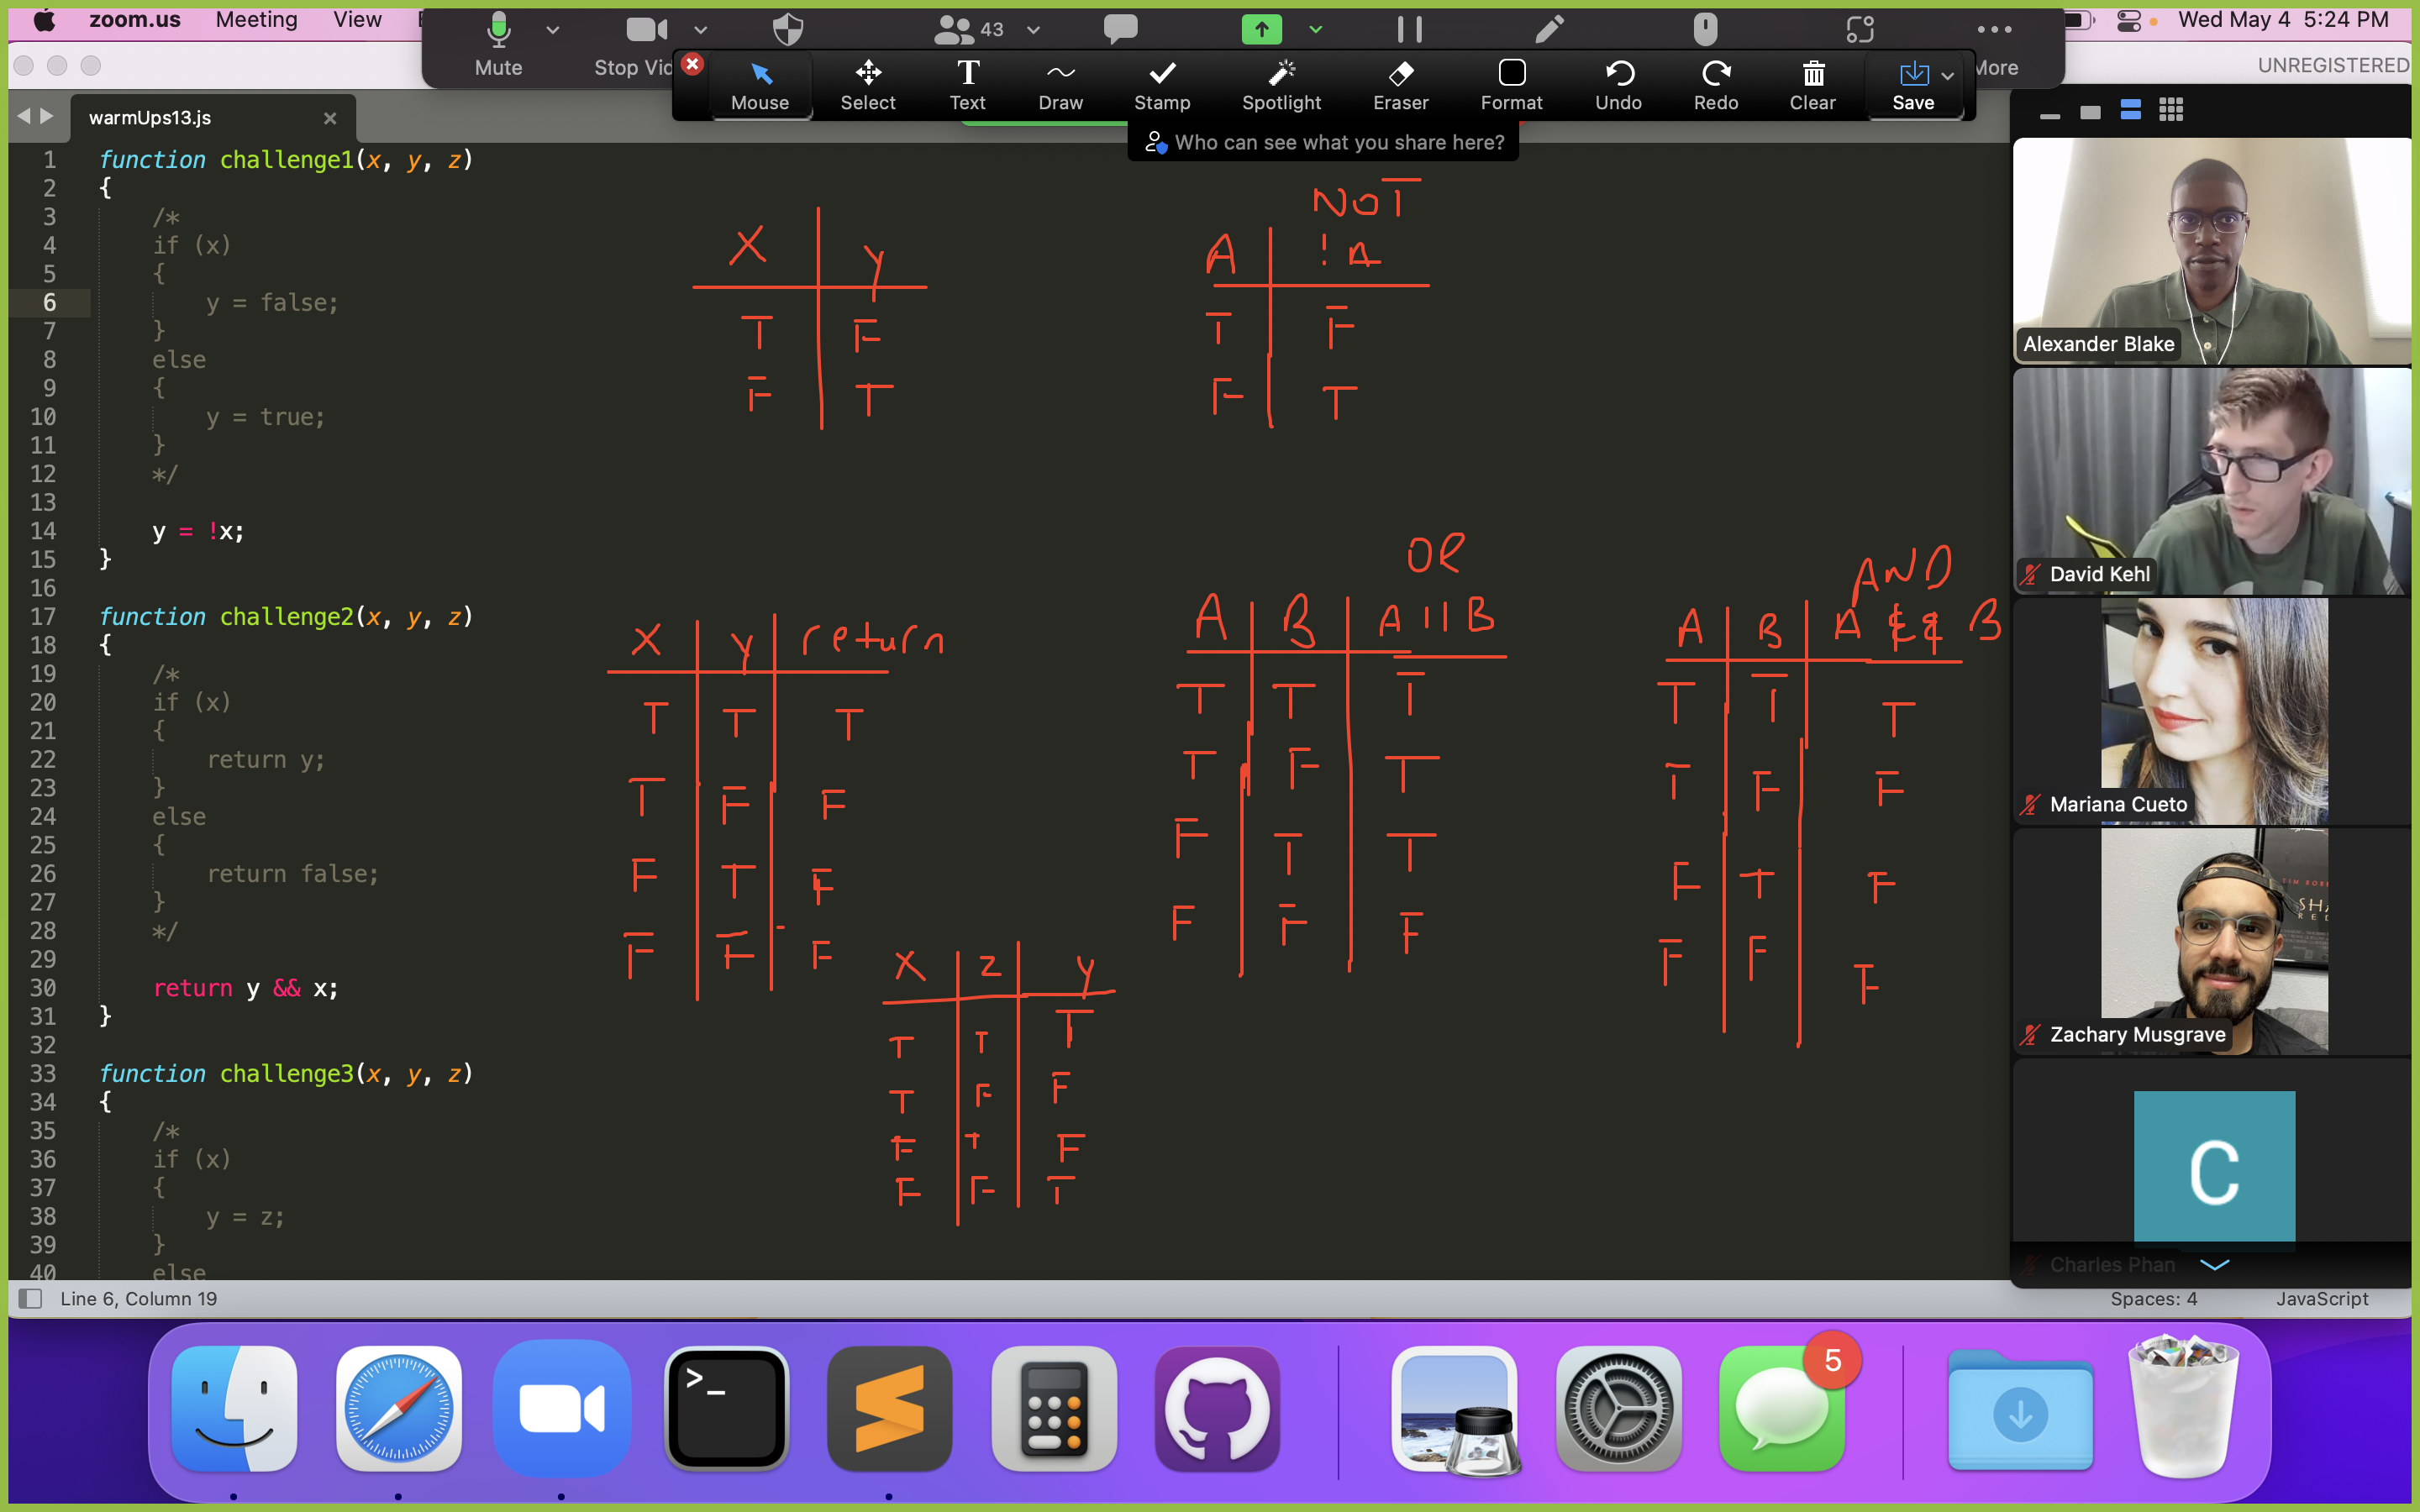 zoom.us Meeting View
Wed May 4 5:24 PM
43
Mute Stop Vid More
UNREGISTERED
Mouse Select Text Draw Stamp Spotlight Eraser Format Undo Redo Clear Save
Who can see what you share here?
warmUps13.js
1 function challenge1(x, y, z)
2 {
3 /*
4 if (x)
5 {
6 y = false;
7 }
8 else
9 {
10 y = true;
11 }
12 */
13
14 y = !x;
15 }
16
17 function challenge2(x, y, z)
18 {
19 /*
20 if (x)
21 {
22 return y;
23 }
24 else
25 {
26 return false;
27 }
28 */
29
30 return y && x;
31 }
32
33 function challenge3(x, y, z)
34 {
35 /*
36 if (x)
37 {
38 y = z;
39 }
40 else
X y
T F
F T
NOT
A !A
T F
F T
X y return
T T T
T F F
F T F
F F F
OR
A B A || B
T T T
T F T
F T T
F F F
AND
A B A && B
T T T
T F F
F T F
F F F
X z y
T T T
T F F
F T F
F F T
Alexander Blake
David Kehl
Mariana Cueto
TIM ROB
SHA
RED
Zachary Musgrave
C
Charles Phan
Line 6, Column 19
Spaces: 4 JavaScript
>_
5